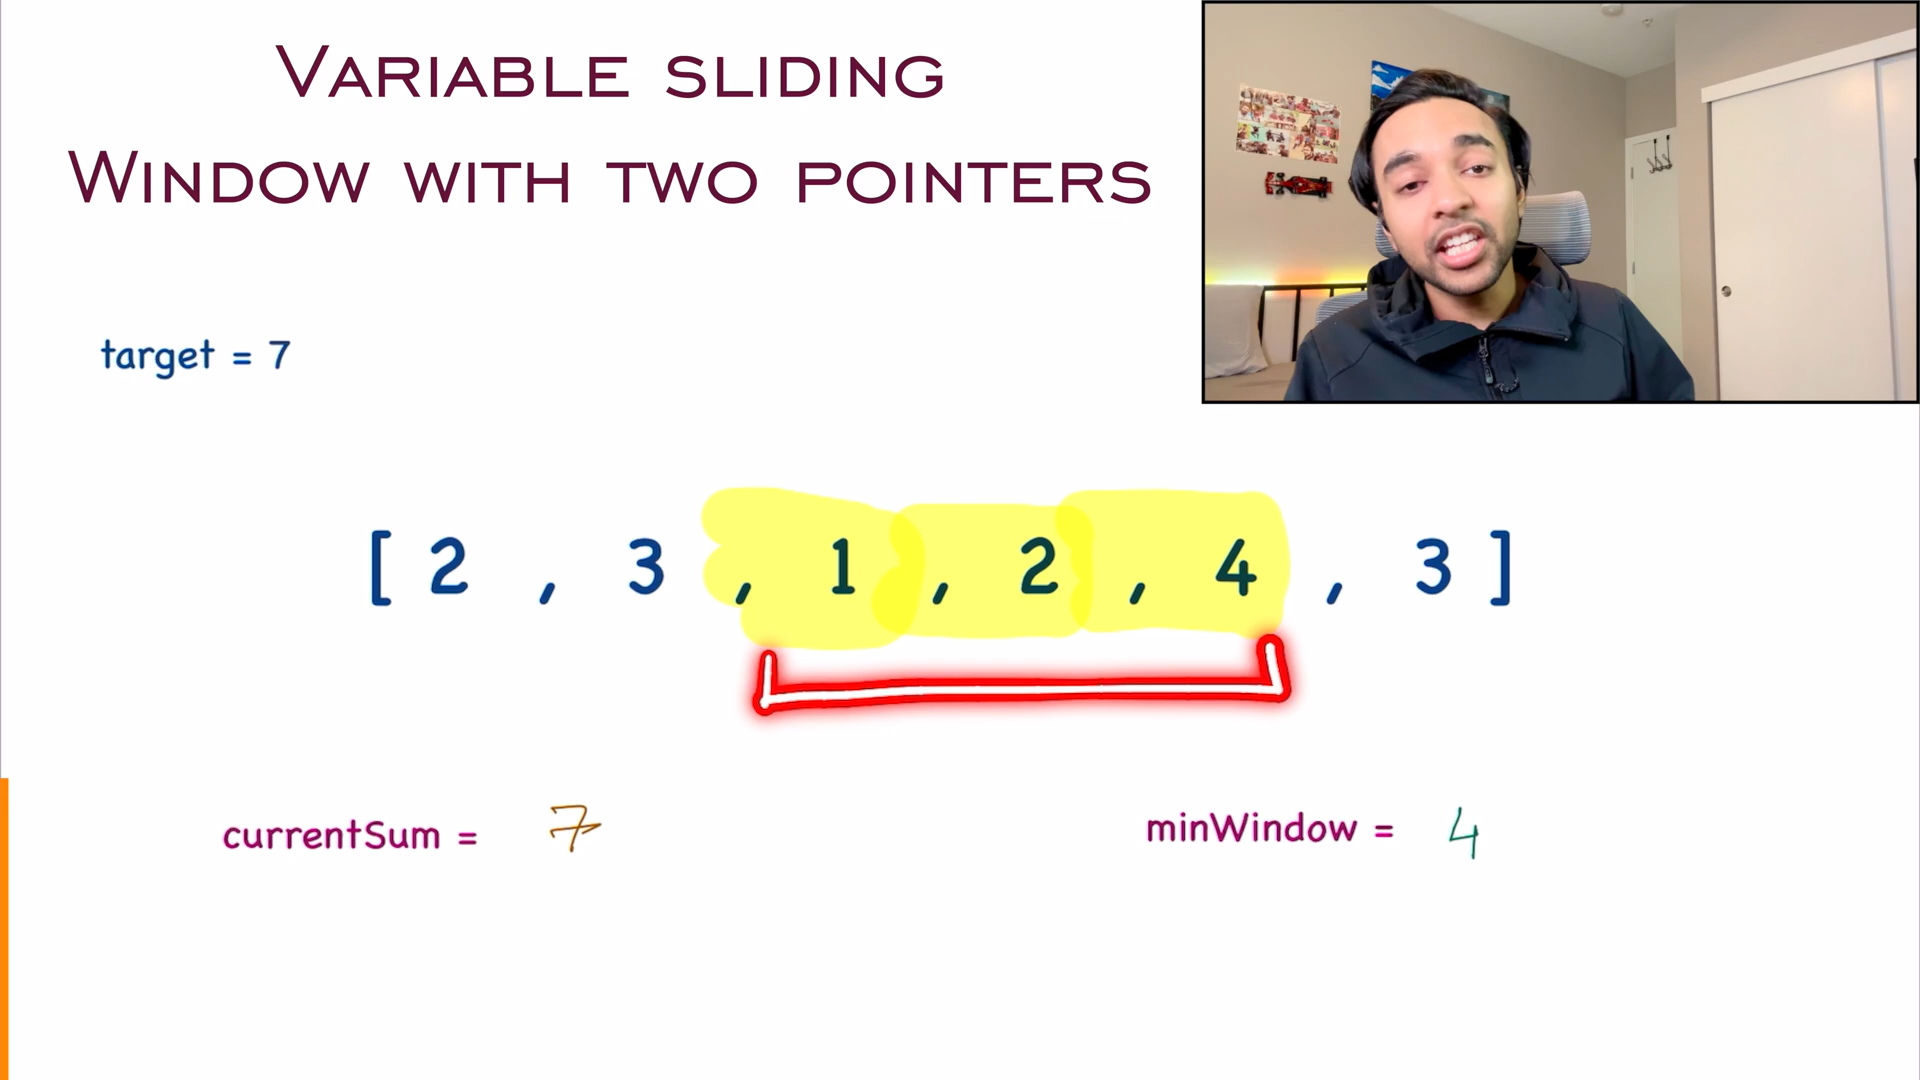 VARIABLE SLIDING
WINDOW WITH TWO POINTERS
target = 7
[ 2 , 3 , 1 , 2 , 4 , 3 ]
currentSum = 7
minWindow = 4